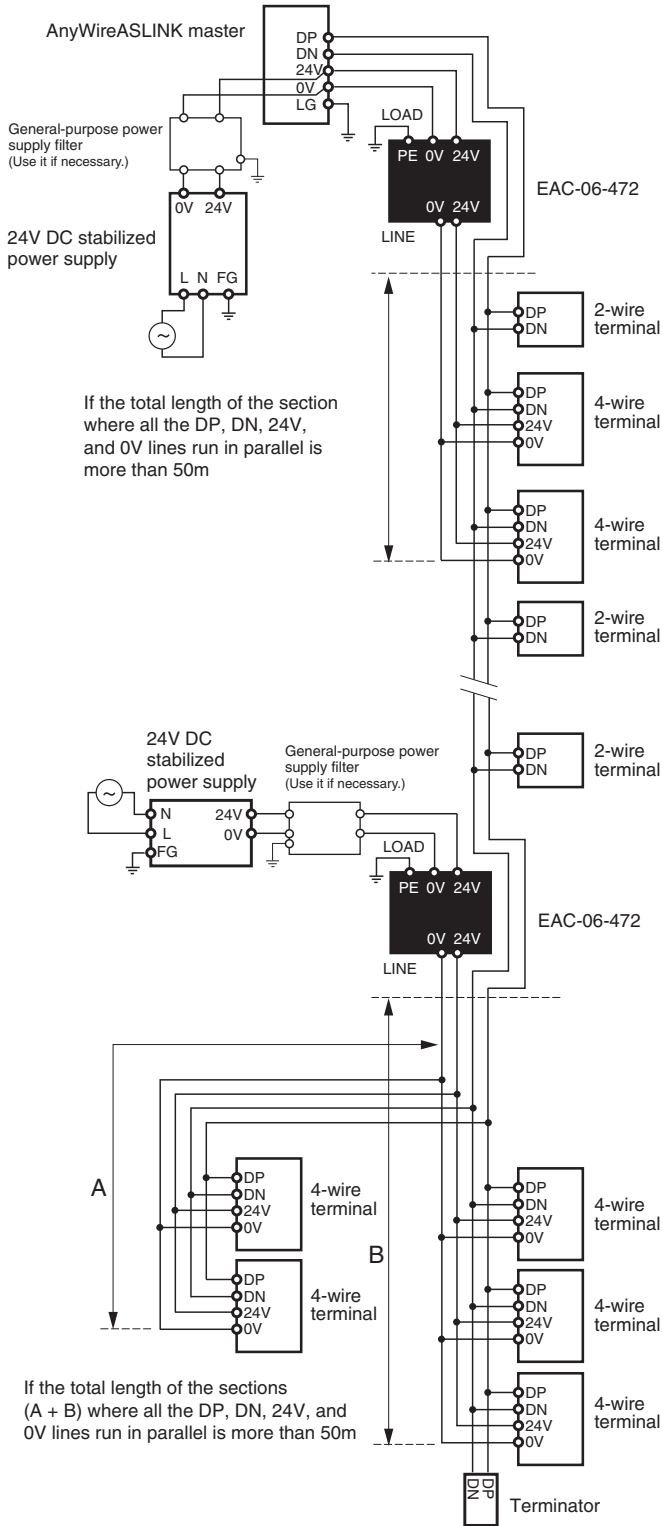 AnyWireASLINK master
DP
DN
24V
0V
LG
General-purpose power
supply filter
(Use it if necessary.)
LOAD
PE 0V 24V
0V 24V
LINE
EAC-06-472
0V 24V
24V DC stabilized
power supply
L N FG
~
DP
DN
2-wire
terminal
If the total length of the section
where all the DP, DN, 24V,
and 0V lines run in parallel is
more than 50m
DP
DN
24V
0V
4-wire
terminal
DP
DN
24V
0V
4-wire
terminal
DP
DN
2-wire
terminal
DP
DN
2-wire
terminal
24V DC
stabilized
power supply
General-purpose power
supply filter
(Use it if necessary.)
~
N
L
FG
24V
0V
LOAD
PE 0V 24V
0V 24V
LINE
EAC-06-472
A
B
DP
DN
24V
0V
4-wire
terminal
DP
DN
24V
0V
4-wire
terminal
DP
DN
24V
0V
4-wire
terminal
DP
DN
24V
0V
4-wire
terminal
DP
DN
24V
0V
4-wire
terminal
If the total length of the sections
(A + B) where all the DP, DN, 24V, and
0V lines run in parallel is more than 50m
DP
DN
Terminator